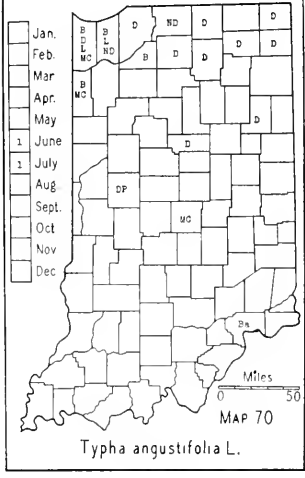 Jan.
Feb.
Mar
Apr.
May
1 June
1 July
Aug
Sept.
Oct
Nov
Dec
B D L MC
B L ND
D
ND
D
D
D
B
D
D
D
D
B MC
D
D
DP
MC
Ba
Miles
0 50
MAP 70
Typha angustifolia L.